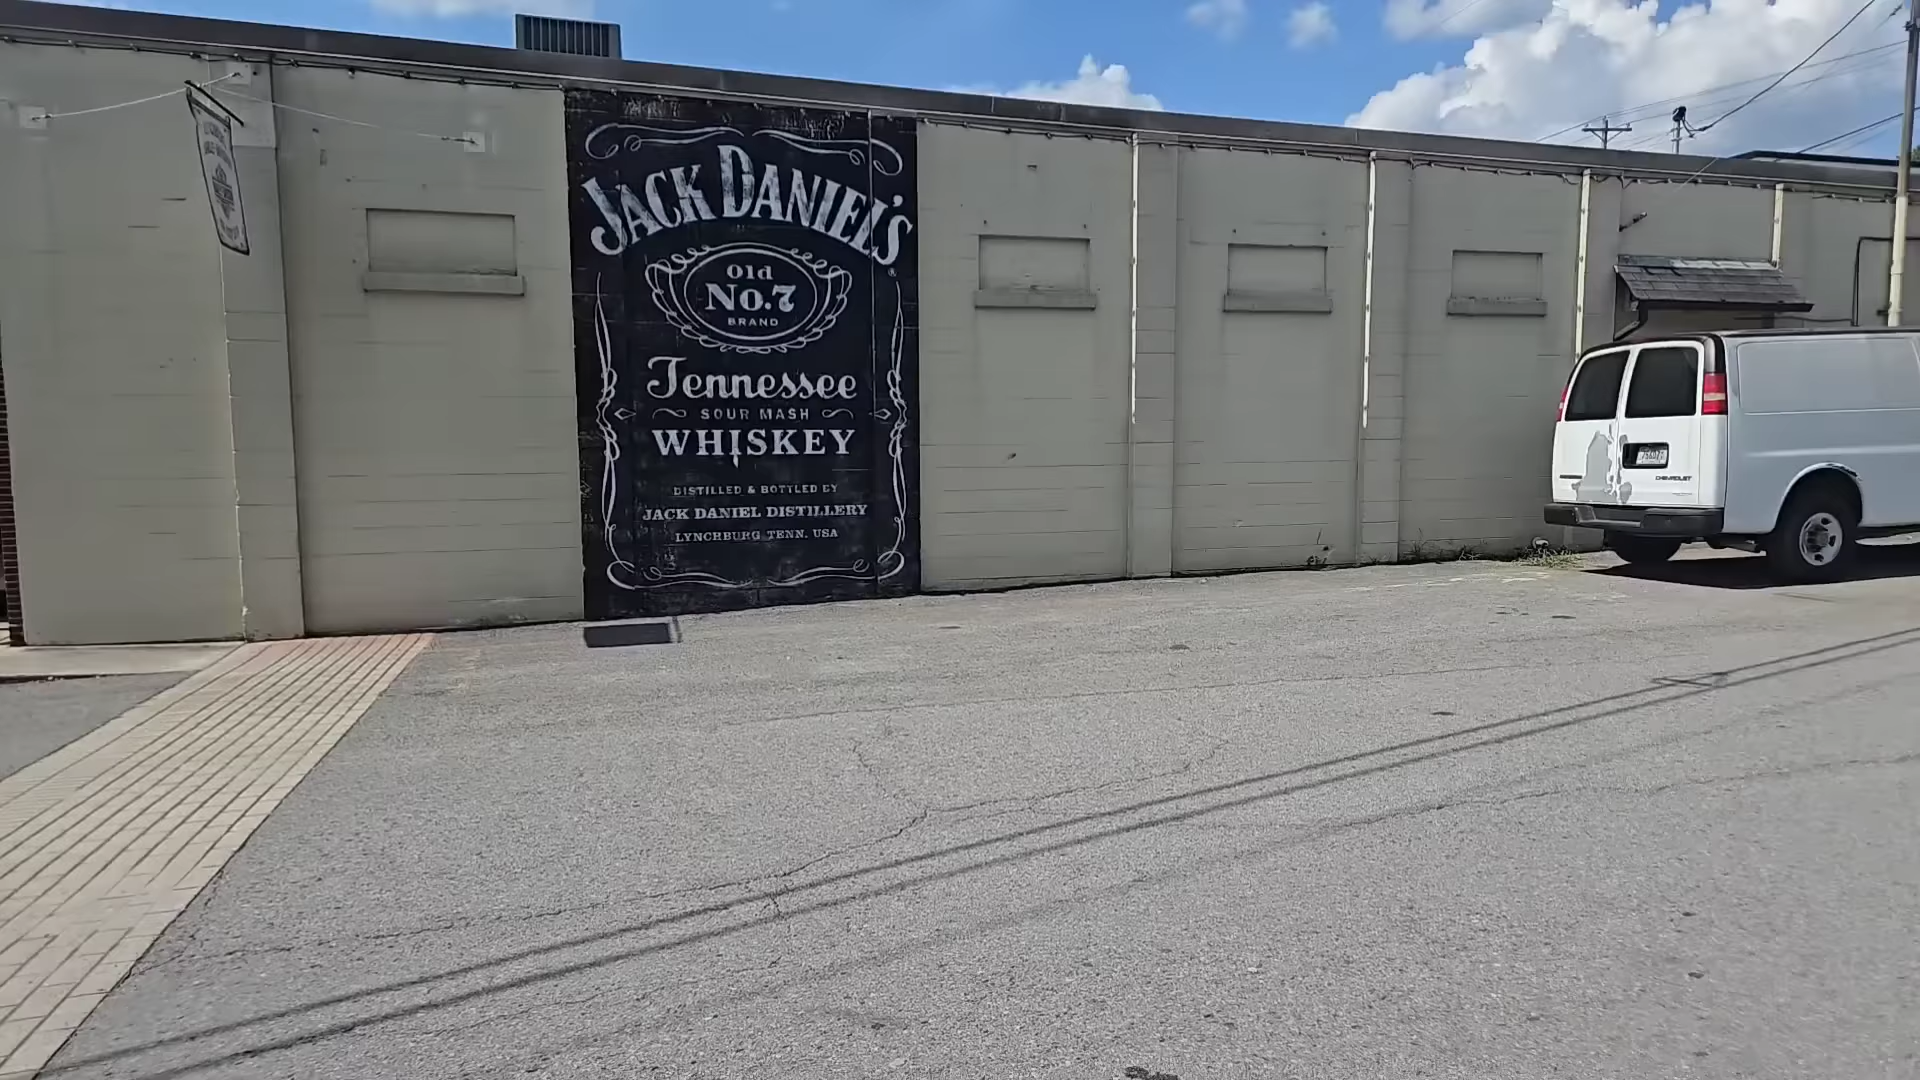 JACK DANIEL'S
Old
No.7
BRAND
Tennessee
SOUR MASH
WHISKEY
DISTILLED & BOTTLED BY
JACK DANIEL DISTILLERY
LYNCHBURG TENN. USA
CHEVROLET